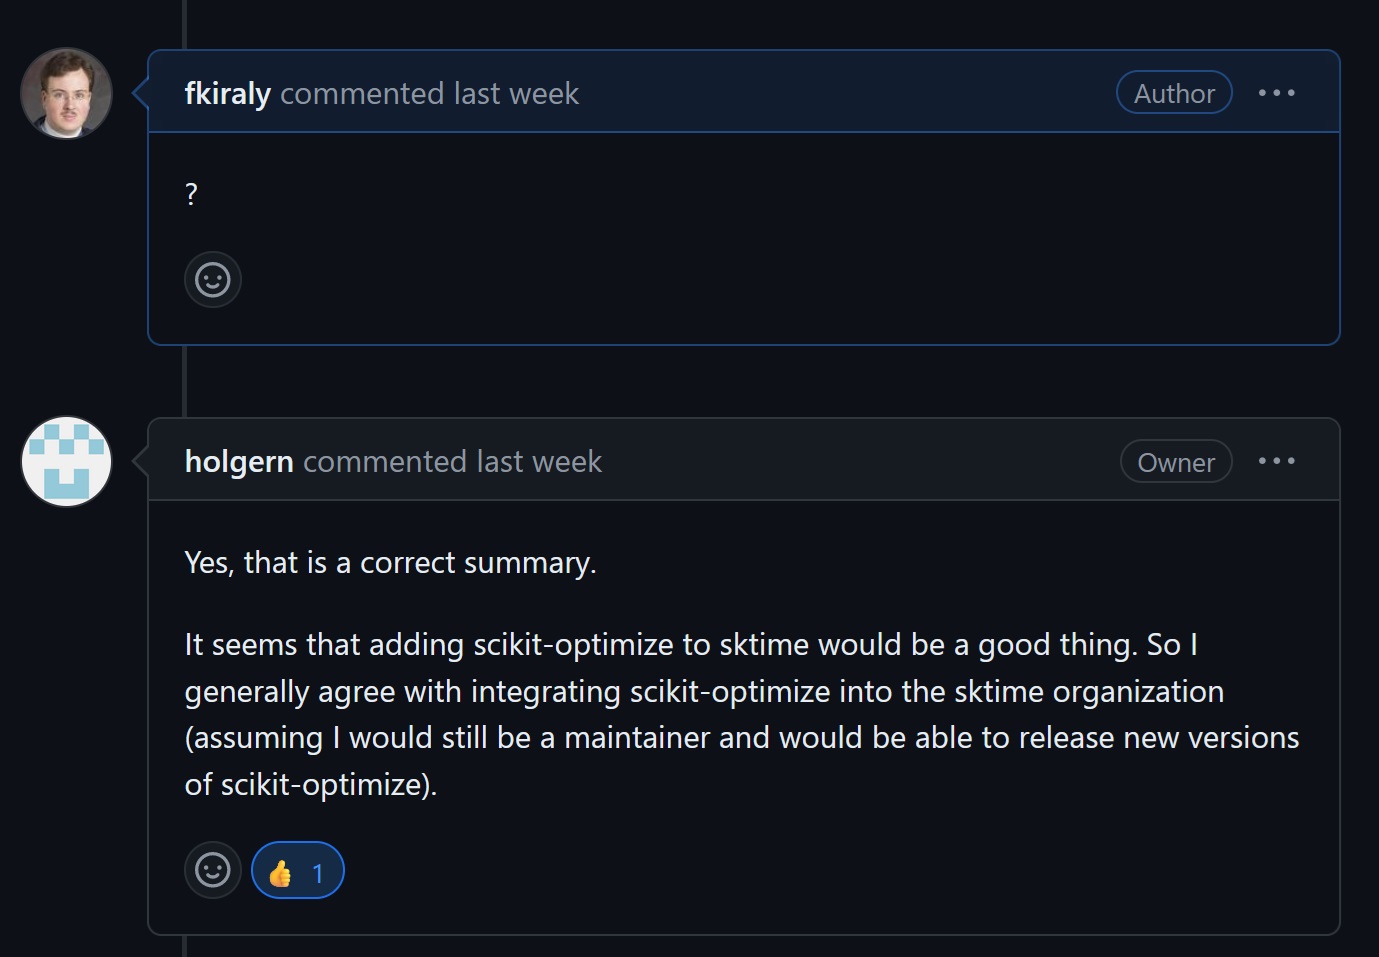 fkiraly commented last week
Author
?
holgern commented last week
Owner
Yes, that is a correct summary.
It seems that adding scikit-optimize to sktime would be a good thing. So I
generally agree with integrating scikit-optimize into the sktime organization
(assuming I would still be a maintainer and would be able to release new versions
of scikit-optimize).
👍 1